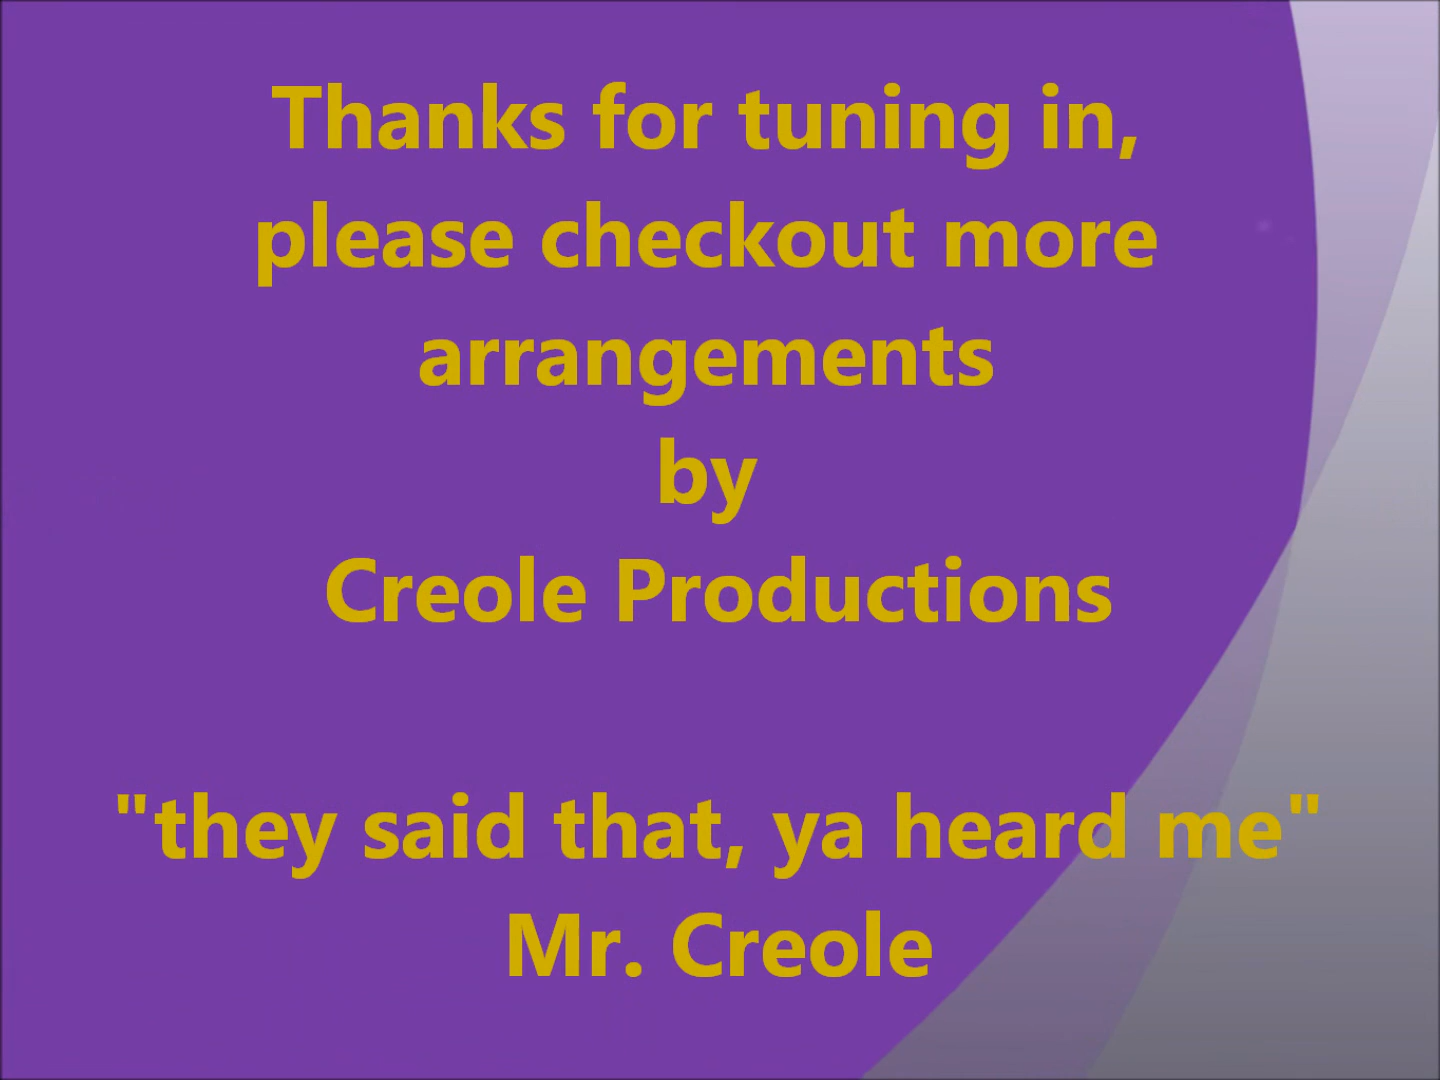 Thanks for tuning in,
please checkout more
arrangements
by
Creole Productions
"they said that, ya heard me"
Mr. Creole